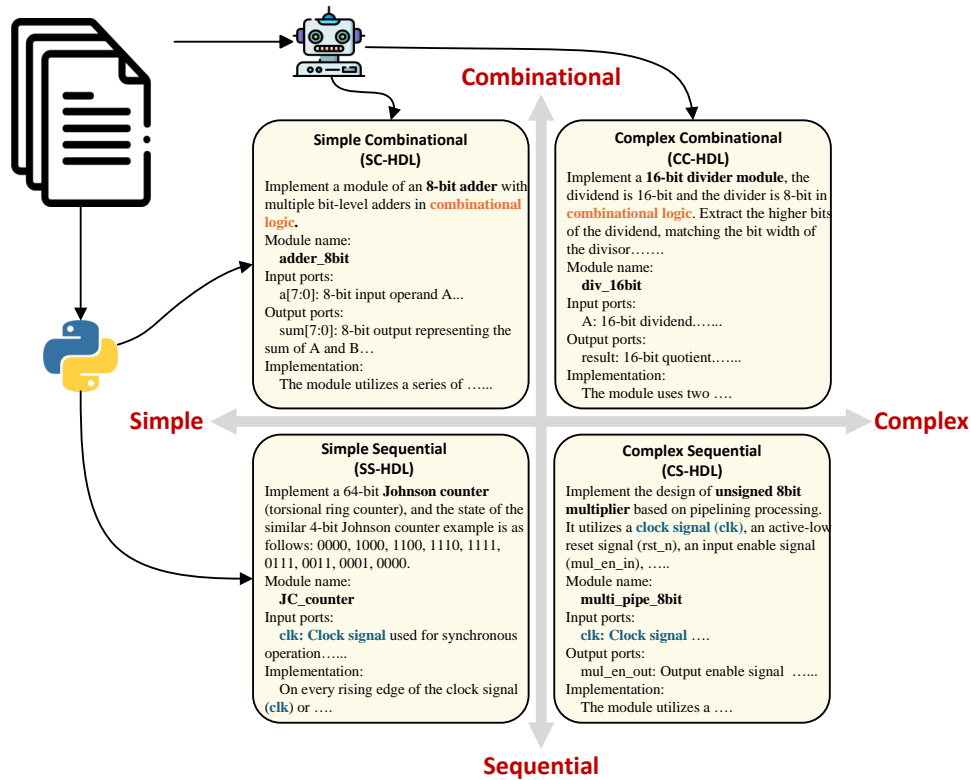 Combinational
Simple Combinational
(SC-HDL)
Implement a module of an 8-bit adder with
multiple bit-level adders in combinational
logic.
Module name:
adder_8bit
Input ports:
a[7:0]: 8-bit input operand A...
Output ports:
sum[7:0]: 8-bit output representing the
sum of A and B…
Implementation:
The module utilizes a series of …...
Complex Combinational
(CC-HDL)
Implement a 16-bit divider module, the
dividend is 16-bit and the divider is 8-bit in
combinational logic. Extract the higher bits
of the dividend, matching the bit width of
the divisor…….
Module name:
div_16bit
Input ports:
A: 16-bit dividend.…...
Output ports:
result: 16-bit quotient.…...
Implementation:
The module uses two ….
Simple
Complex
Simple Sequential
(SS-HDL)
Implement a 64-bit Johnson counter
(torsional ring counter), and the state of the
similar 4-bit Johnson counter example is as
follows: 0000, 1000, 1100, 1110, 1111,
0111, 0011, 0001, 0000.
Module name:
JC_counter
Input ports:
clk: Clock signal used for synchronous
operation…...
Implementation:
On every rising edge of the clock signal
(clk) or ….
Complex Sequential
(CS-HDL)
Implement the design of unsigned 8bit
multiplier based on pipelining processing.
It utilizes a clock signal (clk), an active-low
reset signal (rst_n), an input enable signal
(mul_en_in), …..
Module name:
multi_pipe_8bit
Input ports:
clk: Clock signal ….
Output ports:
mul_en_out: Output enable signal …...
Implementation:
The module utilizes a ….
Sequential